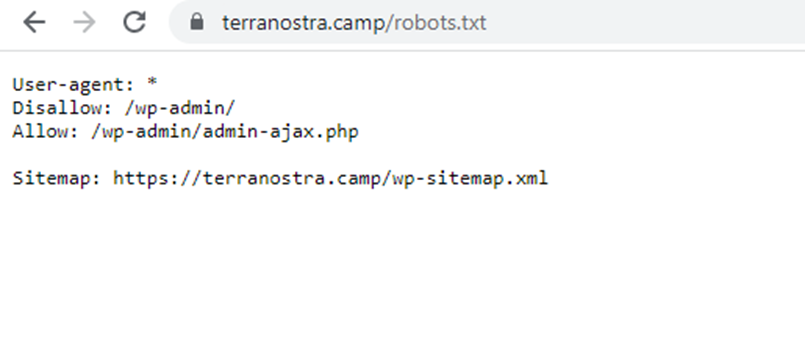 terranostra.camp/robots.txt
User-agent: *
Disallow: /wp-admin/
Allow: /wp-admin/admin-ajax.php
Sitemap: https://terranostra.camp/wp-sitemap.xml